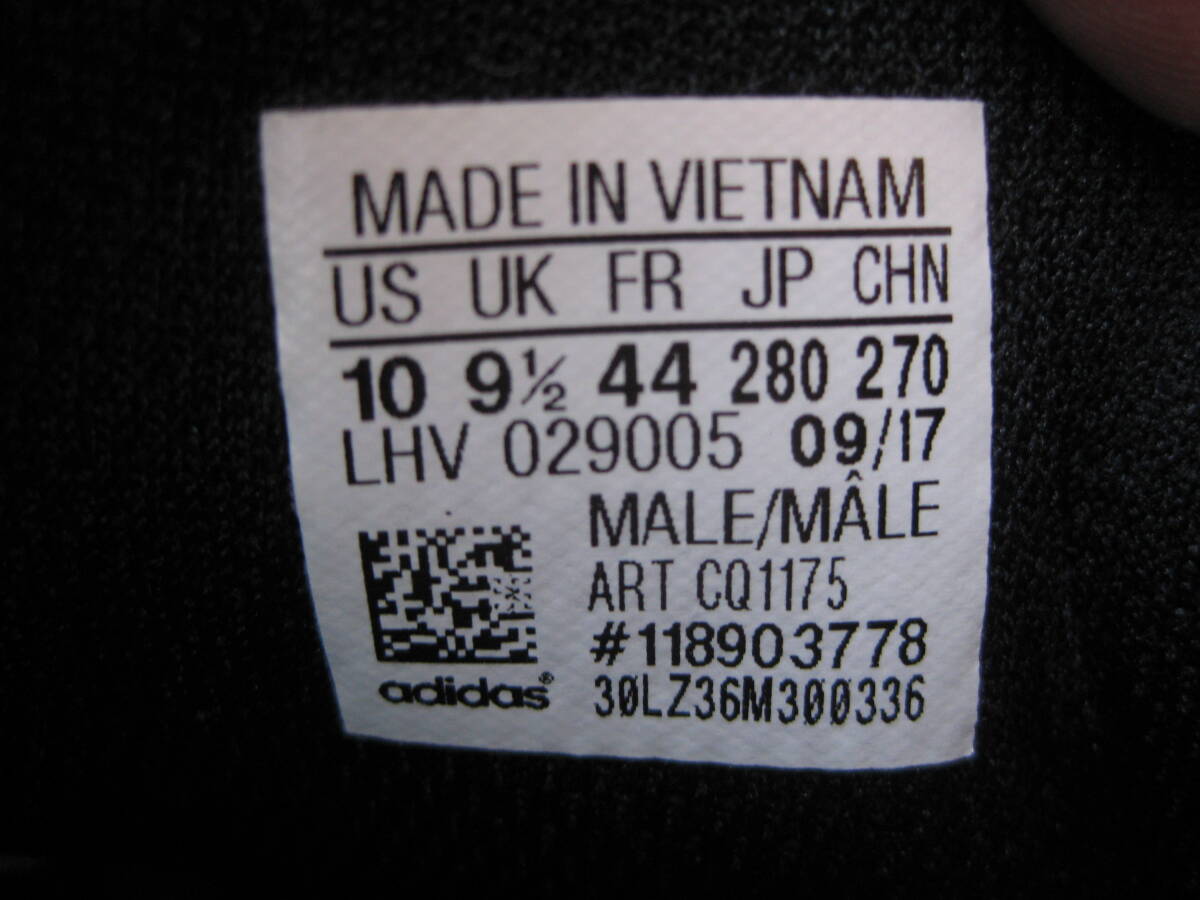 MADE IN VIETNAM
US UK FR JP CHN
10 9½ 44 280 270
LHV 029005 09/17
MALE/MÂLE
ART CQ1175
#118903778
adidas® 30LZ36M300336